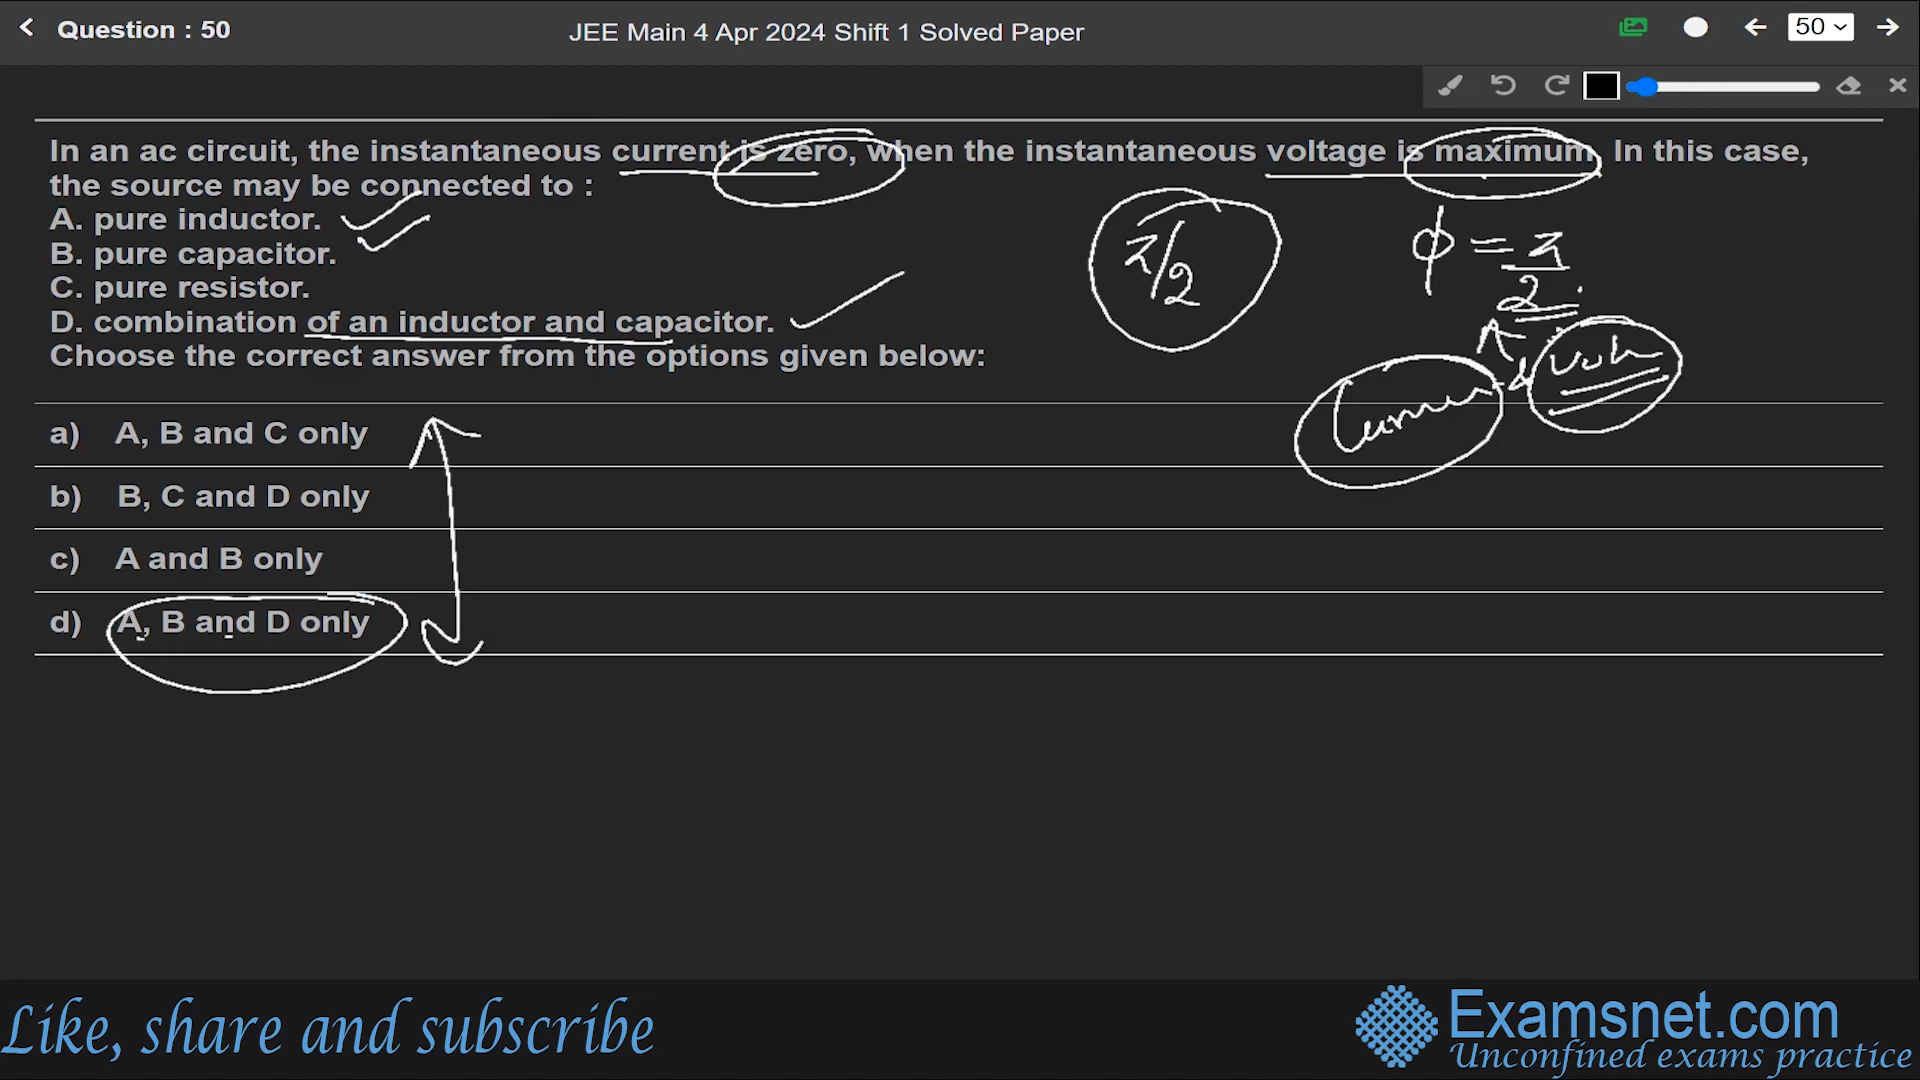 Question : 50
JEE Main 4 Apr 2024 Shift 1 Solved Paper
50
In an ac circuit, the instantaneous current is zero, when the instantaneous voltage is maximum. In this case,
the source may be connected to :
A. pure inductor.
B. pure capacitor.
C. pure resistor.
D. combination of an inductor and capacitor.
Choose the correct answer from the options given below:
π/2
ϕ = π/2
a) A, B and C only
b) B, C and D only
c) A and B only
d) A, B and D only
Like, share and subscribe
Examsnet.com
Unconfined exams practice